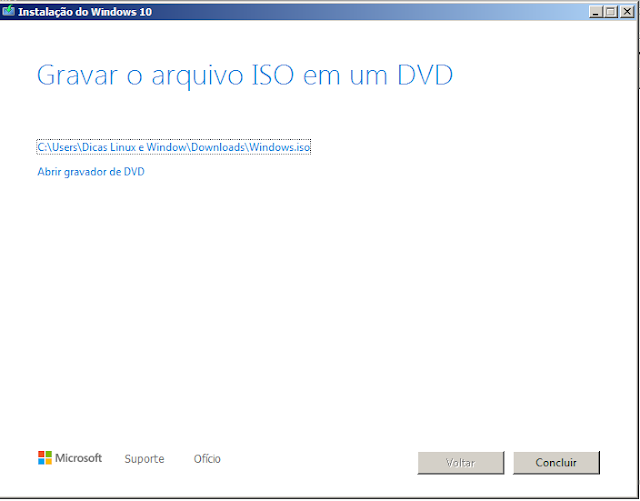 Instalação do Windows 10
Gravar o arquivo ISO em um DVD
C:\Users\Dicas Linux e Window\Downloads\Windows.iso
Abrir gravador de DVD
Microsoft Suporte Ofício Voltar Concluir